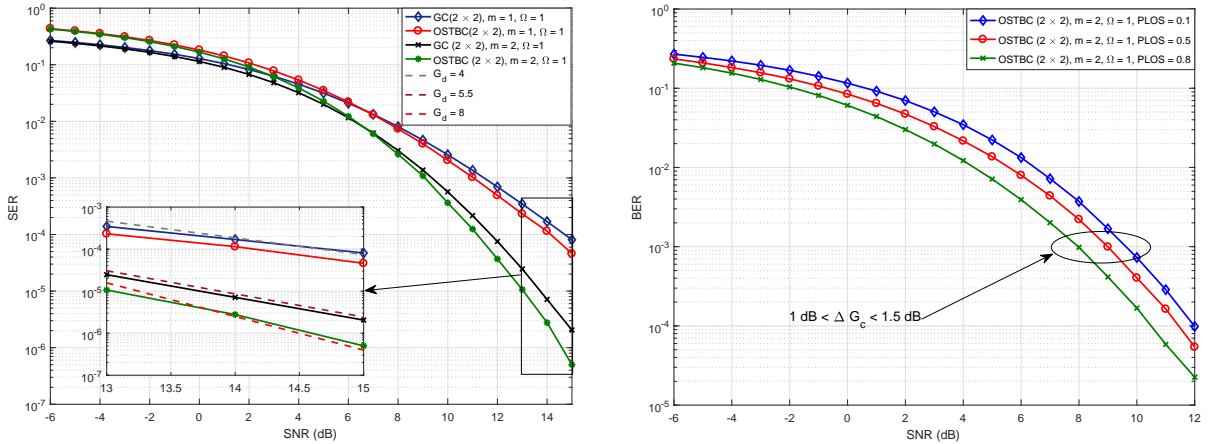 10^0
10^-1
10^-2
10^-3
10^-4
10^-5
10^-6
10^-7
SER
-6 -4 -2 0 2 4 6 8 10 12 14
SNR (dB)
GC(2 × 2), m = 1, Ω = 1
OSTBC(2 × 2), m = 1, Ω = 1
GC (2 × 2), m = 2, Ω = 1
OSTBC (2 × 2), m = 2, Ω = 1
G_d = 4
G_d = 5.5
G_d = 8
10^-3
10^-4
10^-5
10^-6
10^-7
13 13.5 14 14.5 15
10^0
10^-1
10^-2
10^-3
10^-4
10^-5
BER
-6 -4 -2 0 2 4 6 8 10 12
SNR (dB)
OSTBC (2 × 2), m = 2, Ω = 1, PLOS = 0.1
OSTBC (2 × 2), m = 2, Ω = 1, PLOS = 0.5
OSTBC (2 × 2), m = 2, Ω = 1, PLOS = 0.8
1 dB < Δ G_c < 1.5 dB